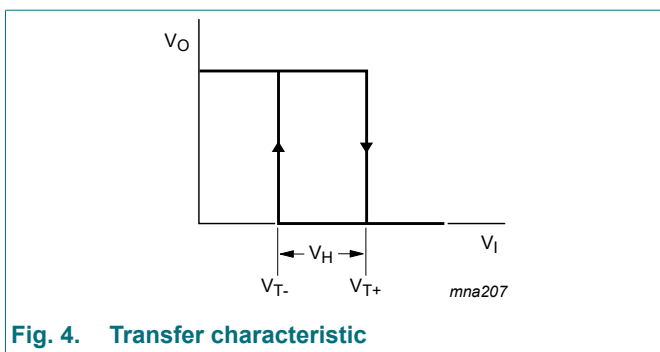 VO
VH
VI
VT-
VT+
mna207
Fig. 4. Transfer characteristic